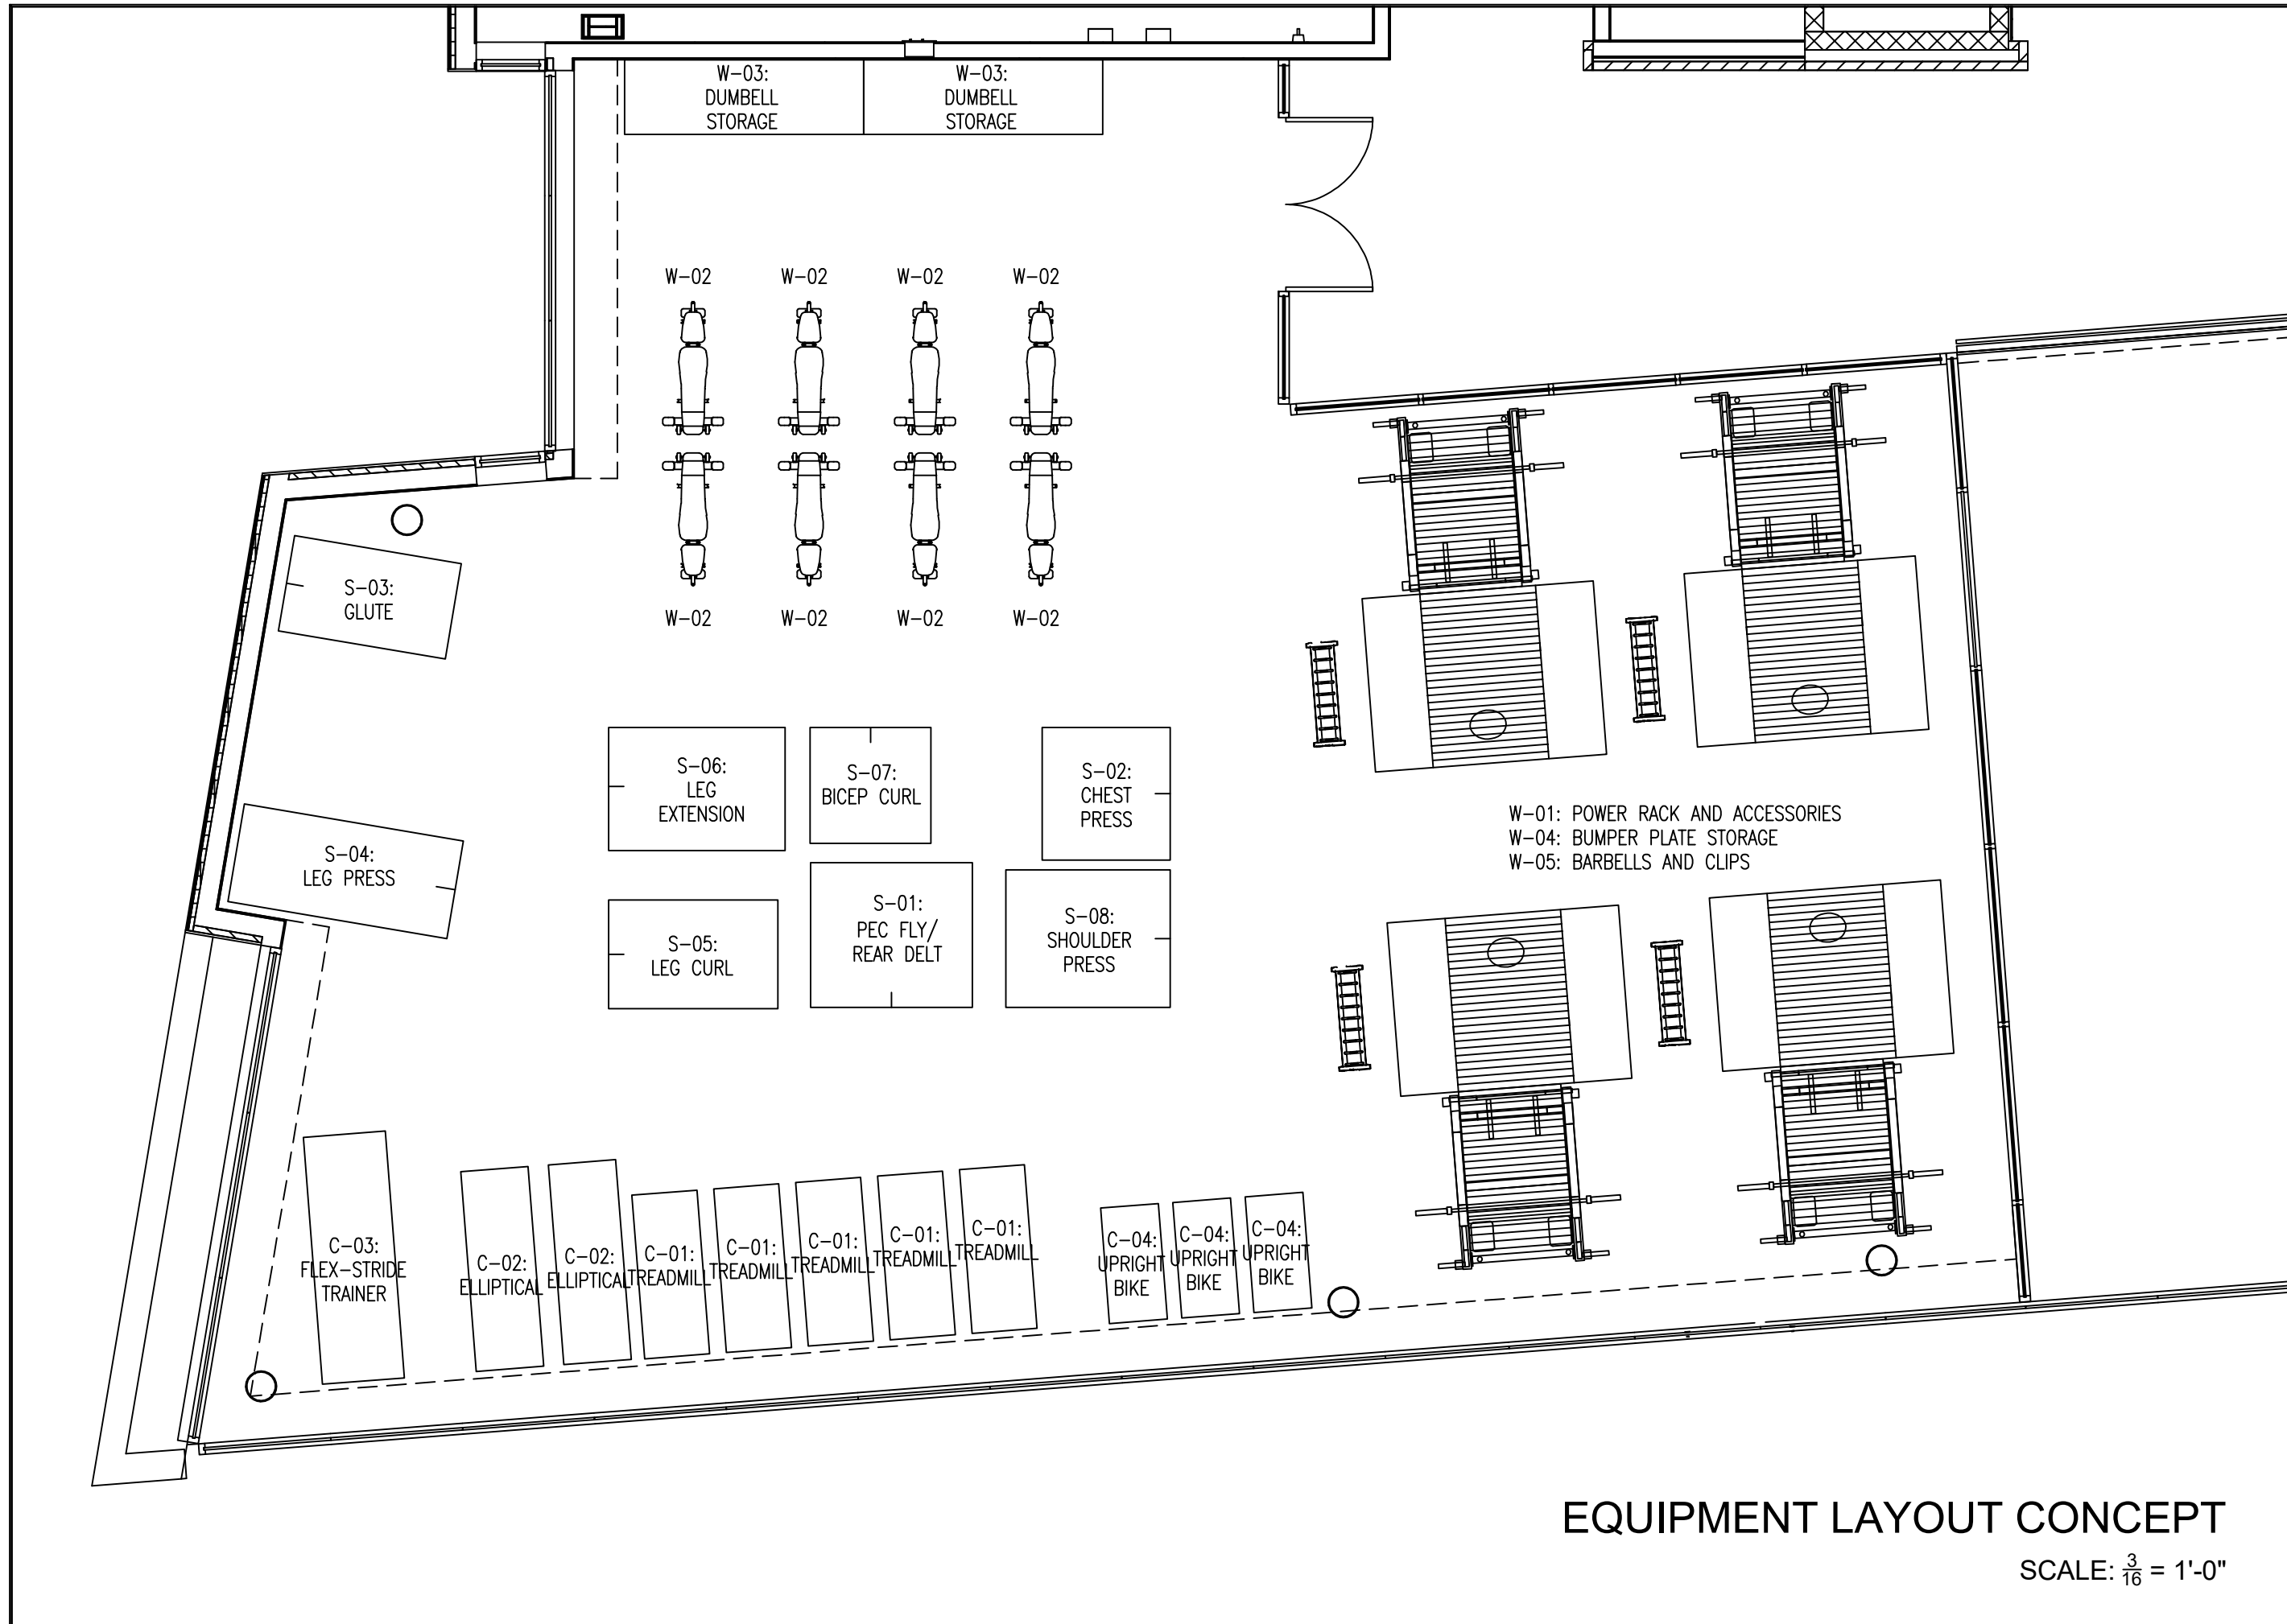 W-03:
DUMBELL
STORAGE
W-03:
DUMBELL
STORAGE
W-02
W-02
W-02
W-02
W-02
W-02
W-02
W-02
S-03:
GLUTE
S-06:
LEG
EXTENSION
S-07:
BICEP CURL
S-02:
CHEST
PRESS
W-01: POWER RACK AND ACCESSORIES
W-04: BUMPER PLATE STORAGE
W-05: BARBELLS AND CLIPS
S-04:
LEG PRESS
S-05:
LEG CURL
S-01:
PEC FLY/
REAR DELT
S-08:
SHOULDER
PRESS
C-03:
FLEX-STRIDE
TRAINER
C-02:
ELLIPTICAL
C-02:
ELLIPTICAL
C-01:
TREADMILL
C-01:
TREADMILL
C-01:
TREADMILL
C-01:
TREADMILL
C-01:
TREADMILL
C-04:
UPRIGHT
BIKE
C-04:
UPRIGHT
BIKE
C-04:
UPRIGHT
BIKE
EQUIPMENT LAYOUT CONCEPT
SCALE: 3/16 = 1'-0"